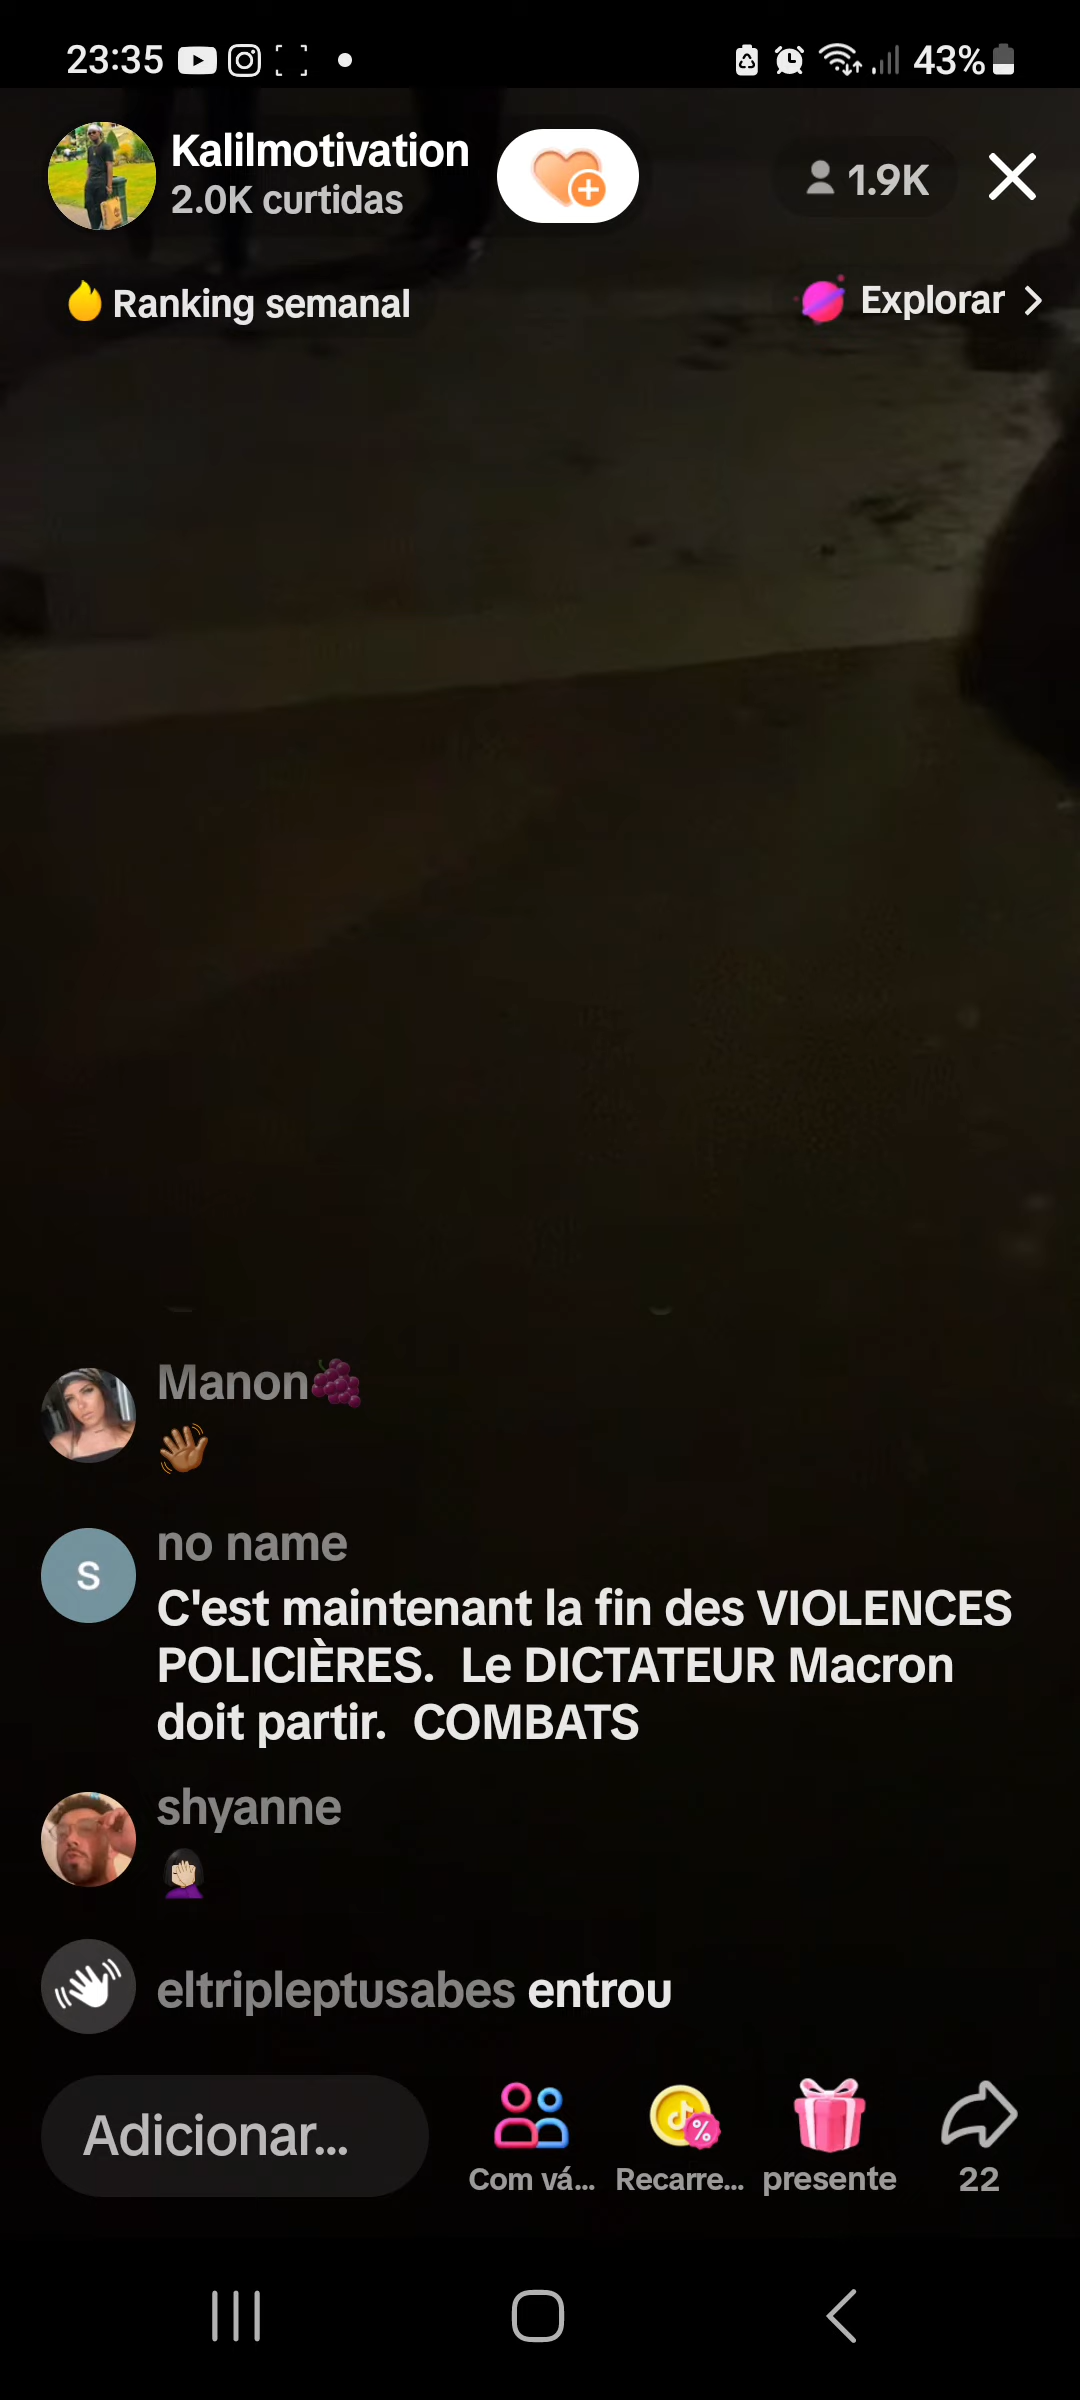 23:35 43%
Kalilmotivation
2.0K curtidas
1.9K
Ranking semanal
Explorar
Manon
no name
S
C'est maintenant la fin des VIOLENCES
POLICIÈRES. Le DICTATEUR Macron
doit partir. COMBATS
shyanne
eltripleptusabes entrou
Adicionar...
Com vá...
Recarre...
presente
22